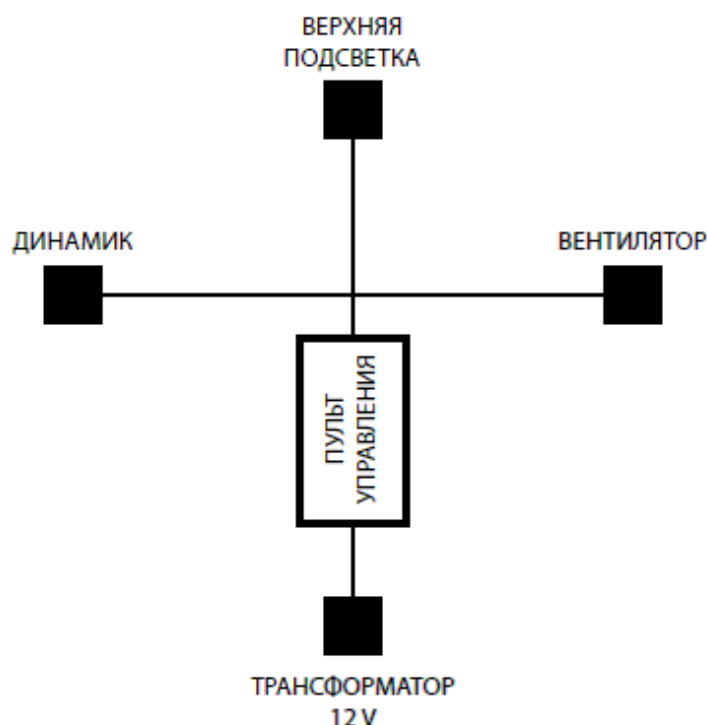 ВЕРХНЯЯ
ПОДСВЕТКА
ДИНАМИК
ВЕНТИЛЯТОР
ПУЛЬТ
УПРАВЛЕНИЯ
ТРАНСФОРМАТОР
12 V